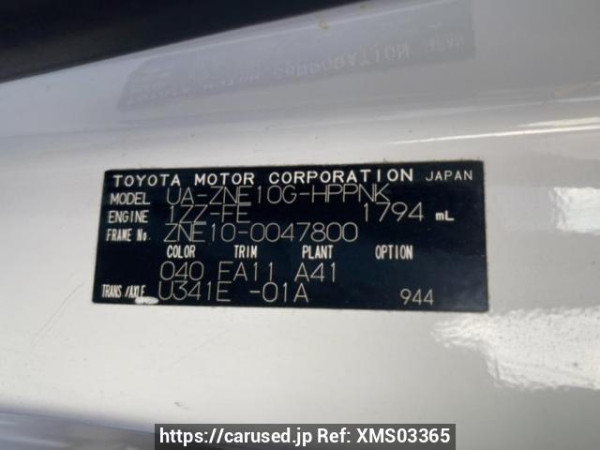 TOYOTA MOTOR CORPORATION JAPAN
MODEL UA-ZNE10G-HPPNK
ENGINE 1ZZ-FE 1794 mL
FRAME No. ZNE10-0047800
COLOR TRIM PLANT OPTION
040 FA11 A41
TRANS/AXLE U341E -01A 944
https://carused.jp Ref: XMS03365